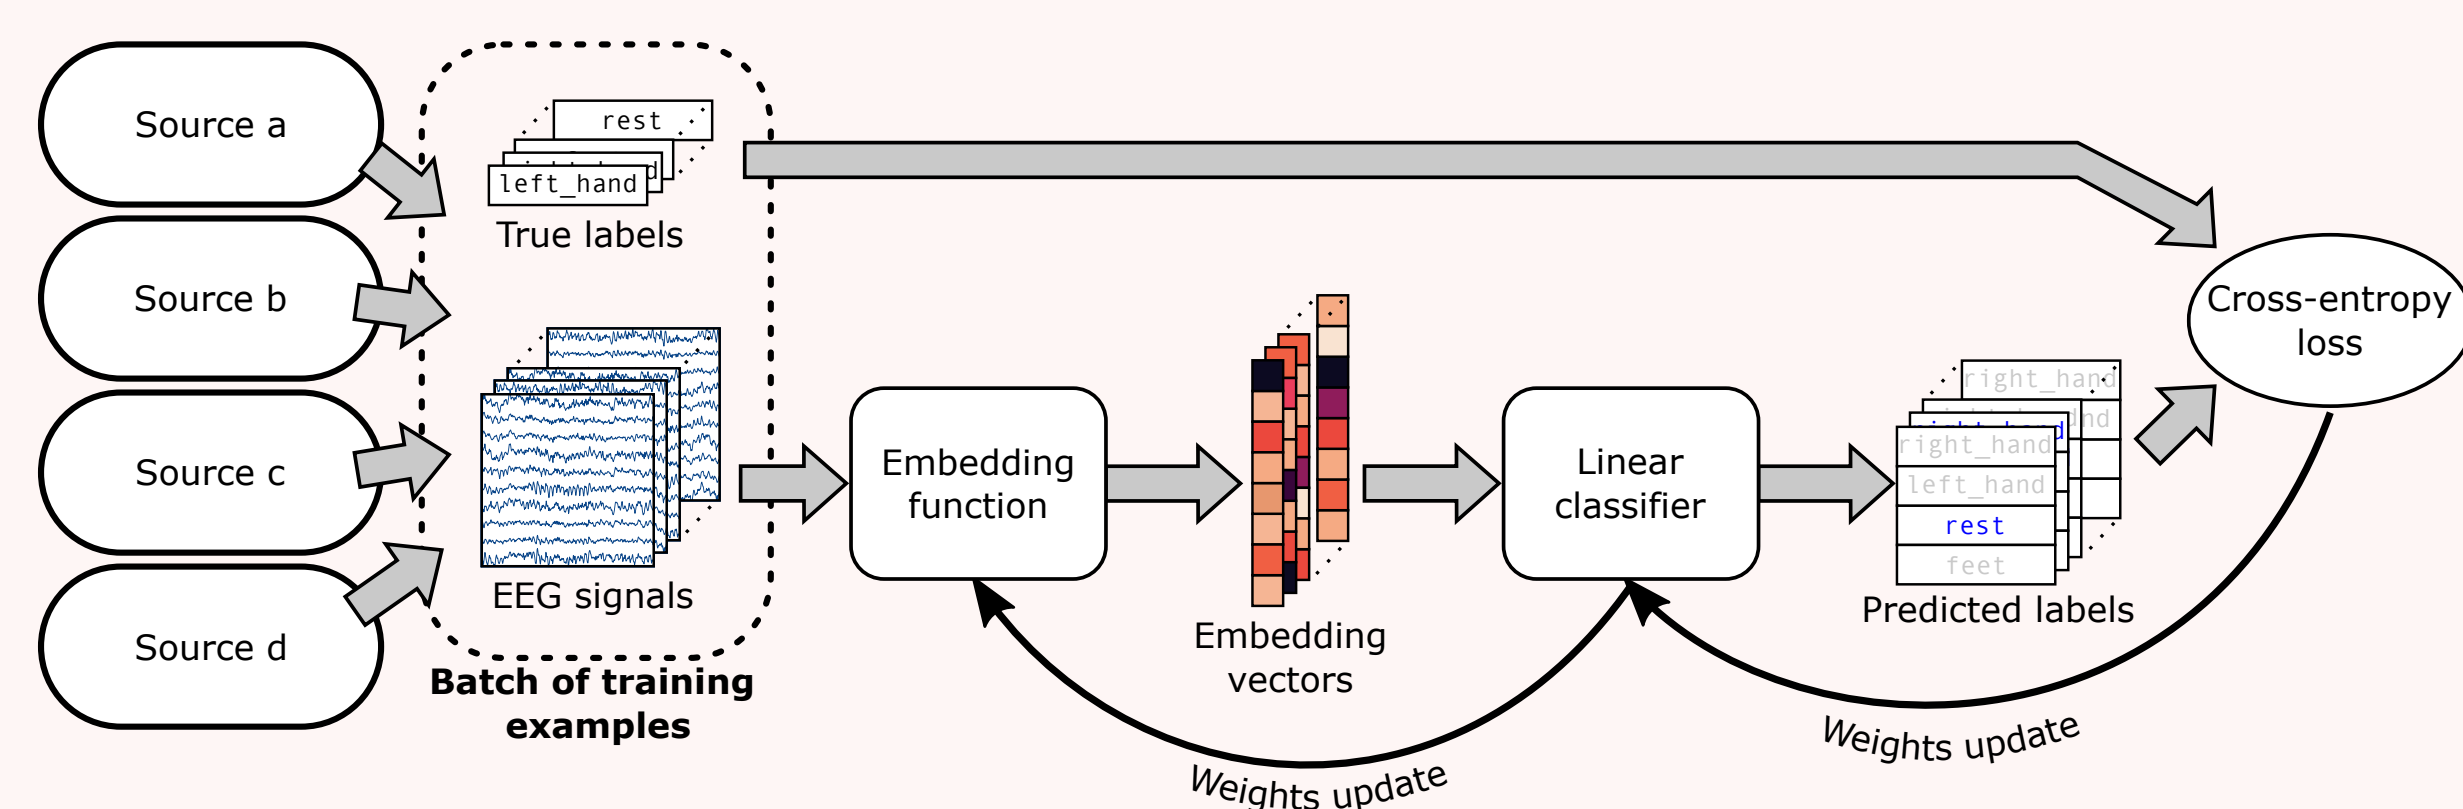 Source a
Source b
Source c
Source d
rest
left_hand
True labels
EEG signals
Batch of training
examples
Embedding
function
Embedding
vectors
Linear
classifier
right_hand
right_hand
left_hand
rest
feet
Predicted labels
Cross-entropy
loss
Weights update
Weights update